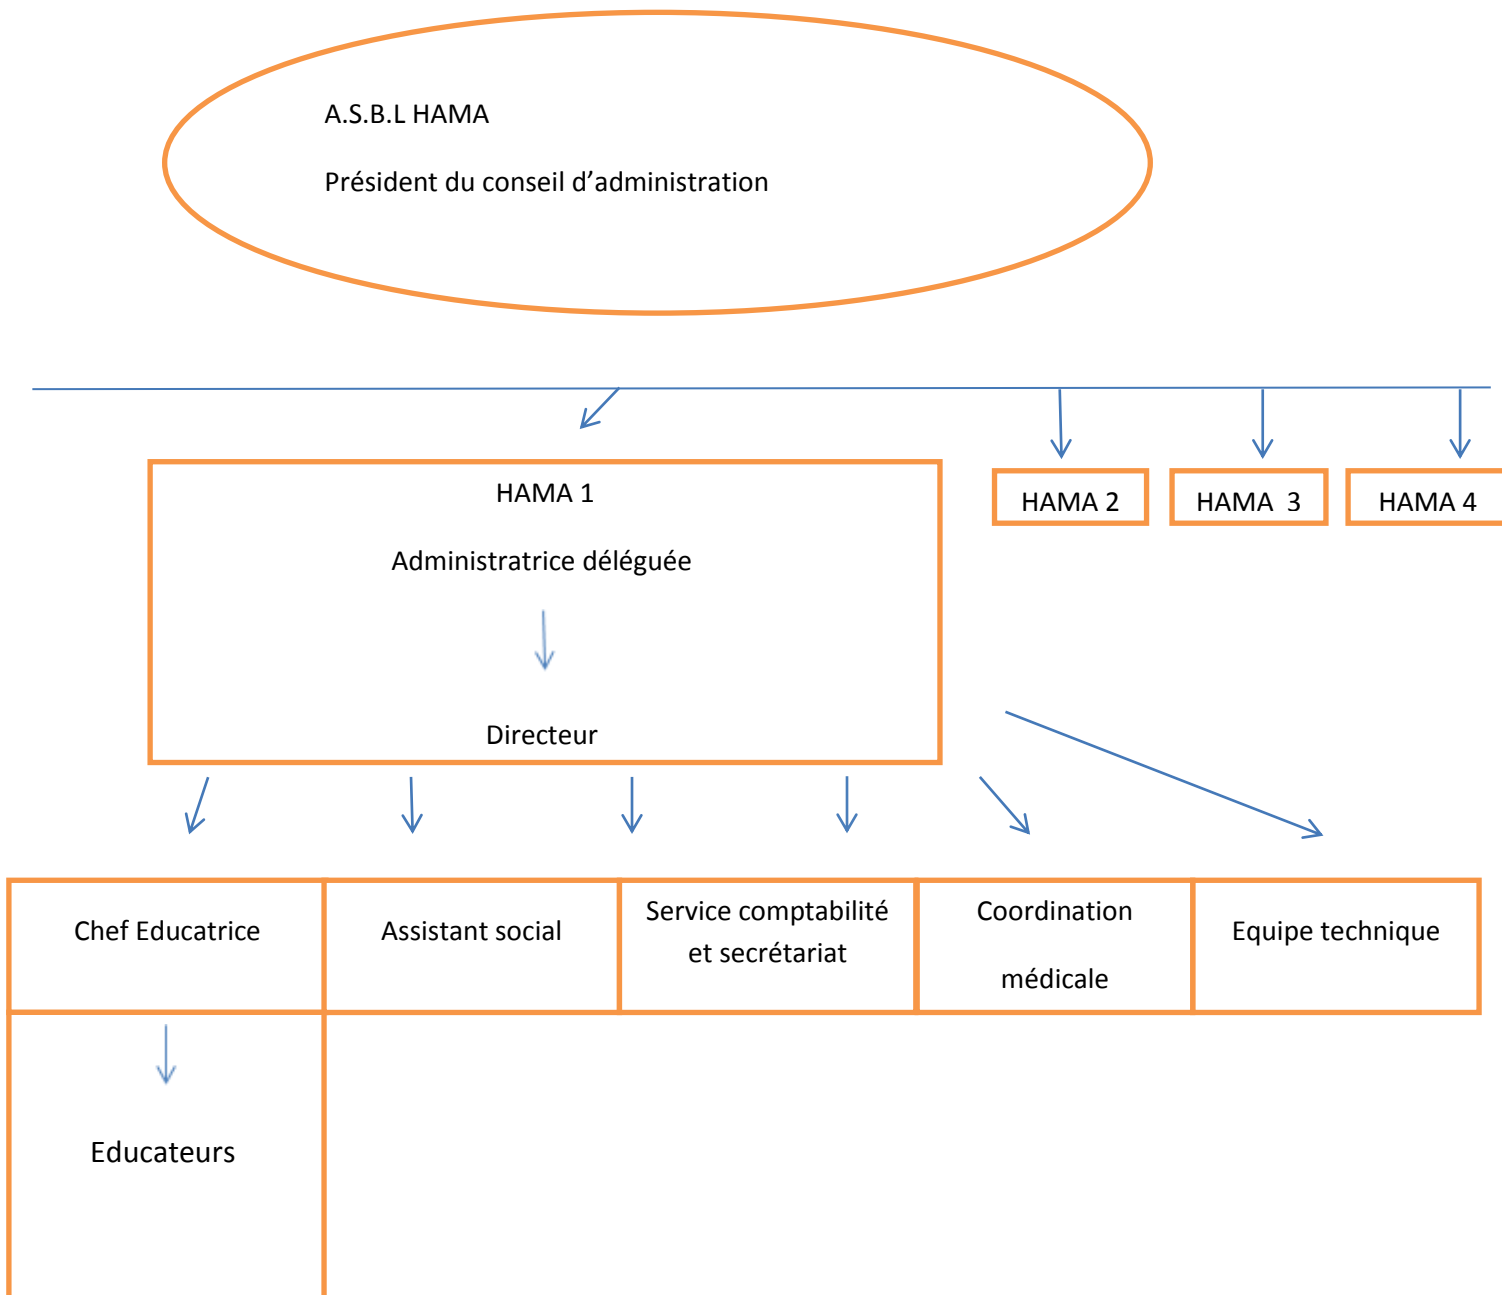 A.S.B.L HAMA
Président du conseil d’administration
HAMA 1
Administratrice déléguée
Directeur
HAMA 2
HAMA  3
HAMA 4
Chef Educatrice
Assistant social
Service comptabilité
et secrétariat
Coordination
médicale
Equipe technique
Educateurs